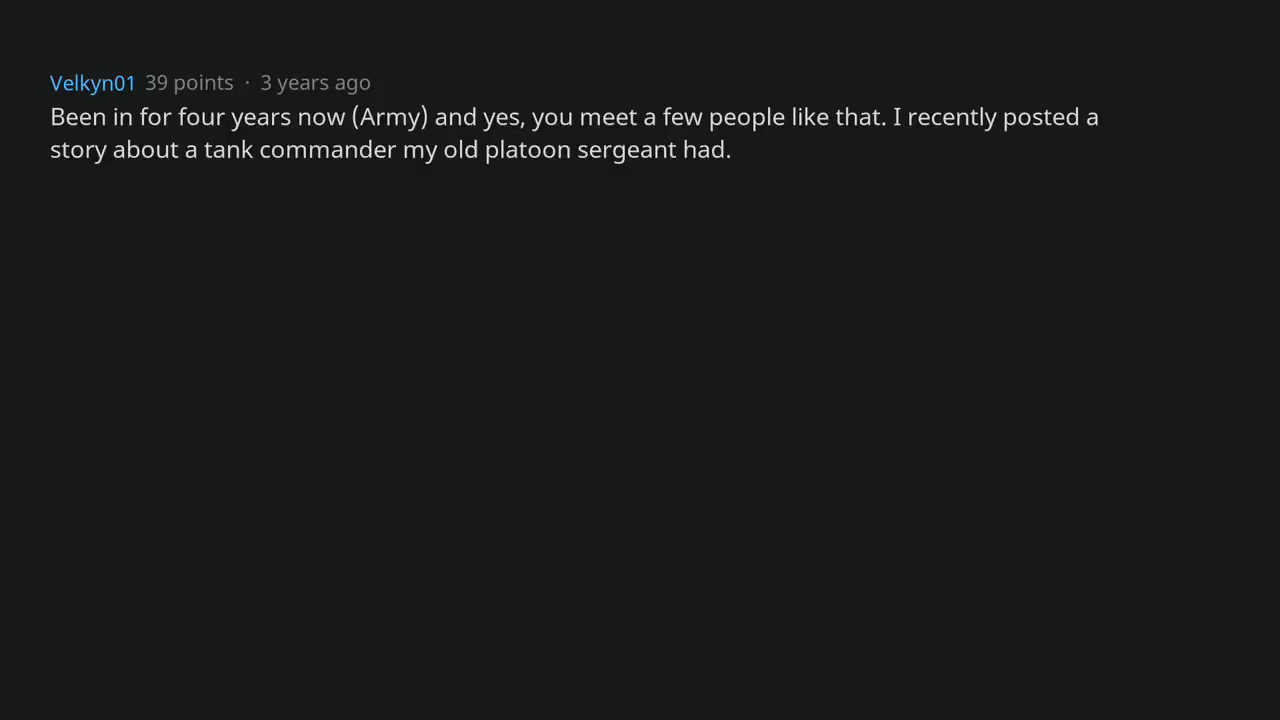 Velkyn01 39 points · 3 years ago
Been in for four years now (Army) and yes, you meet a few people like that. I recently posted a
story about a tank commander my old platoon sergeant had.